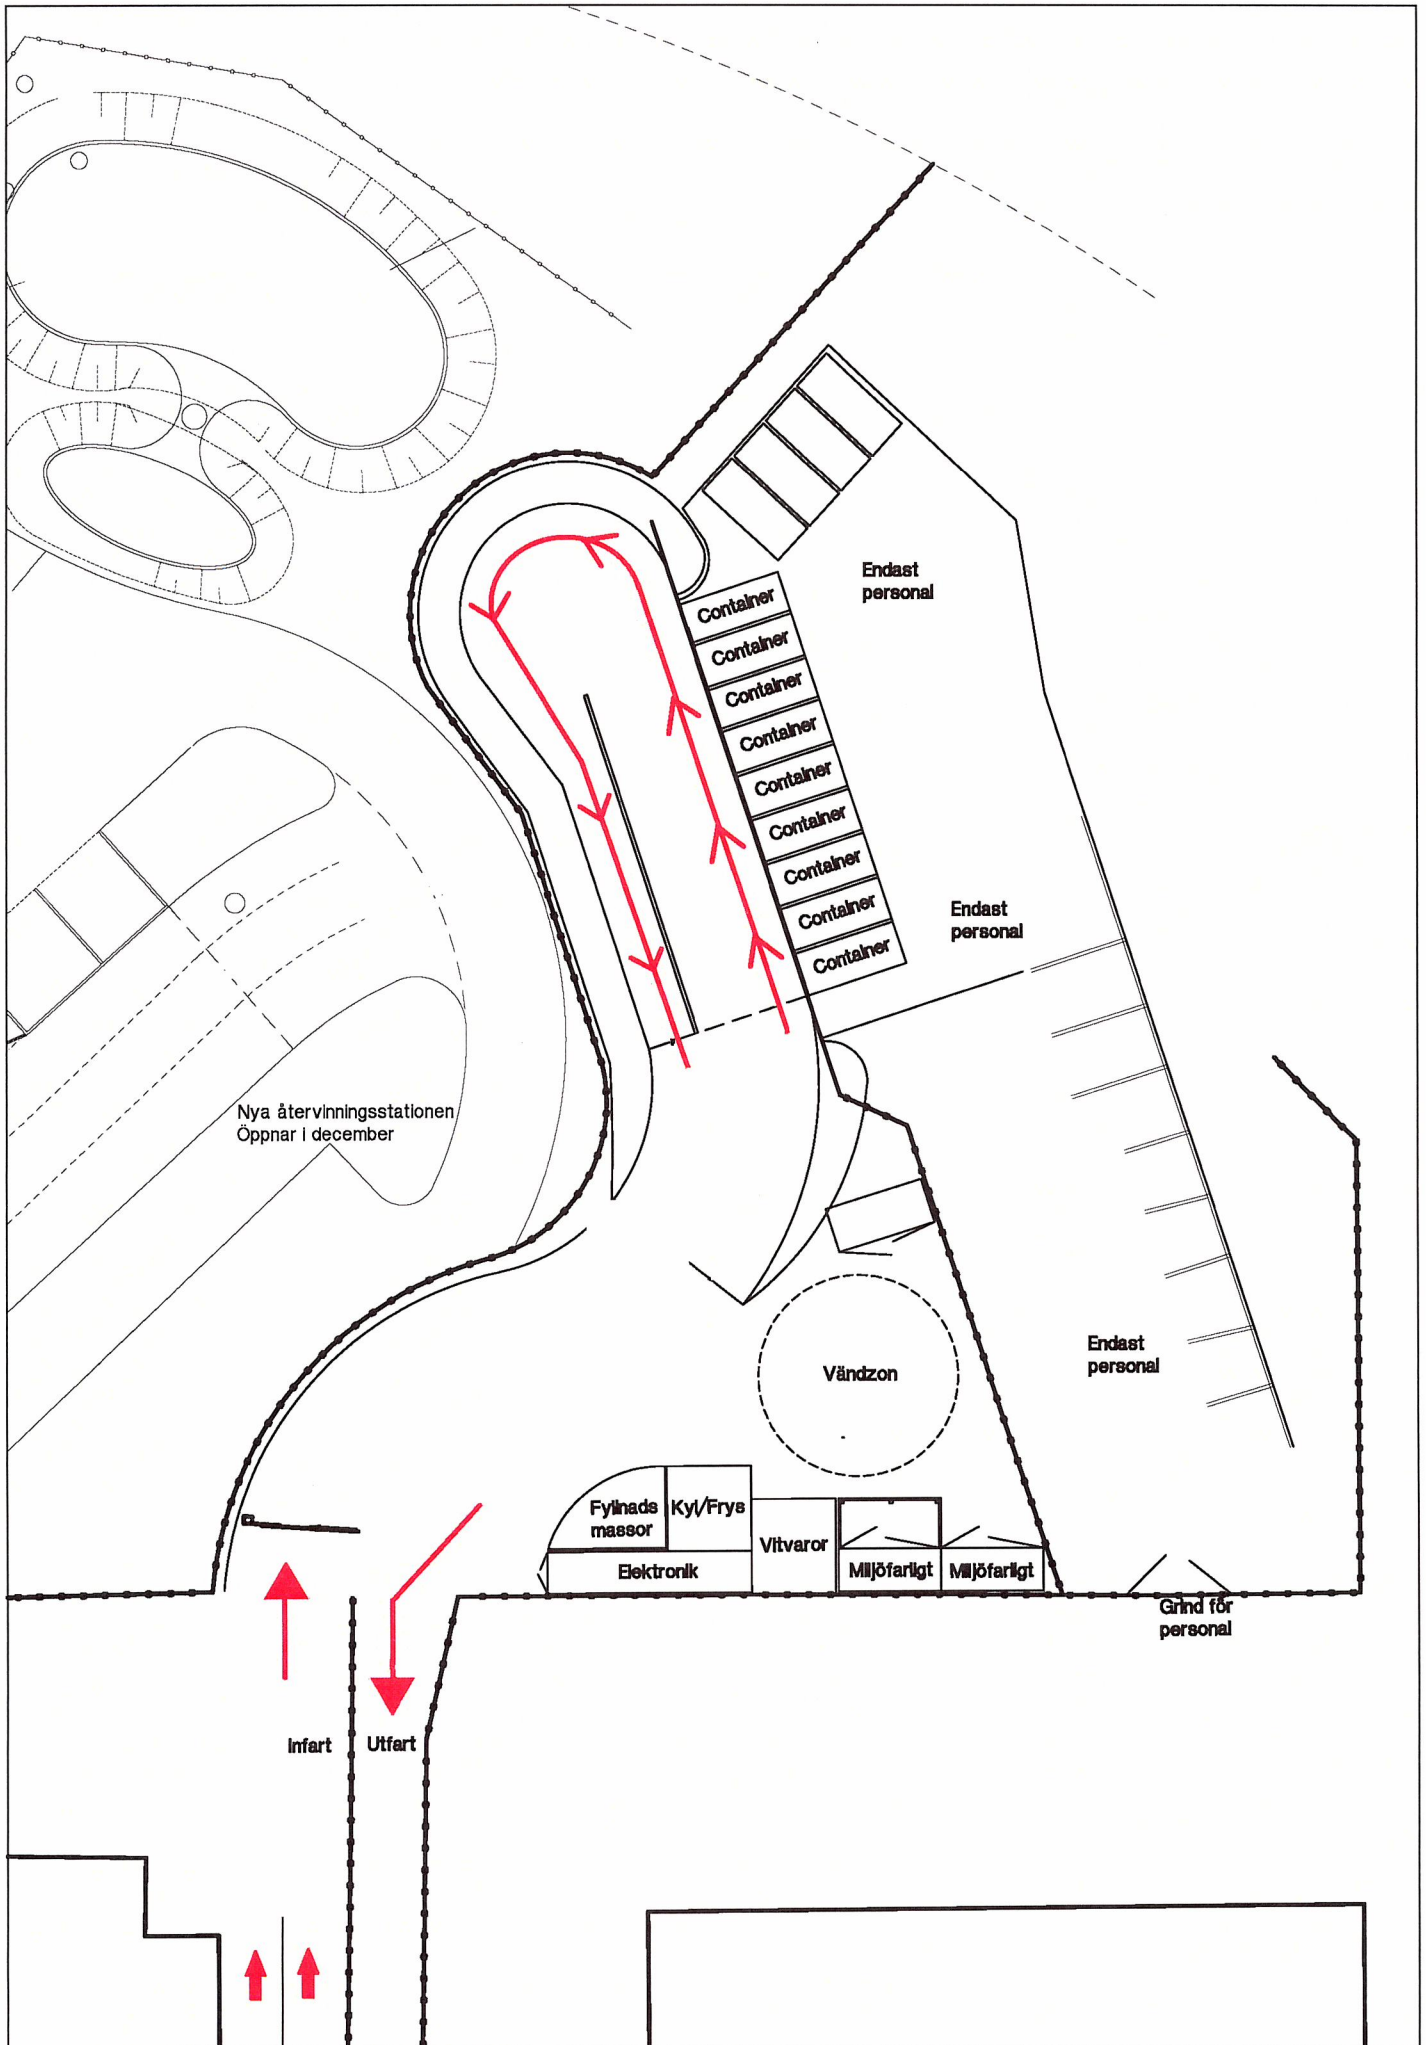 Endast
personal
Container
Container
Container
Container
Container
Container
Container
Container
Container
Endast
personal
Nya återvinningsstationen
Öppnar i december
Endast
personal
Vändzon
Fyllnads
massor
Kyl/Frys
Vitvaror
Elektronik
Miljöfarligt
Miljöfarligt
Grind för
personal
Infart
Utfart